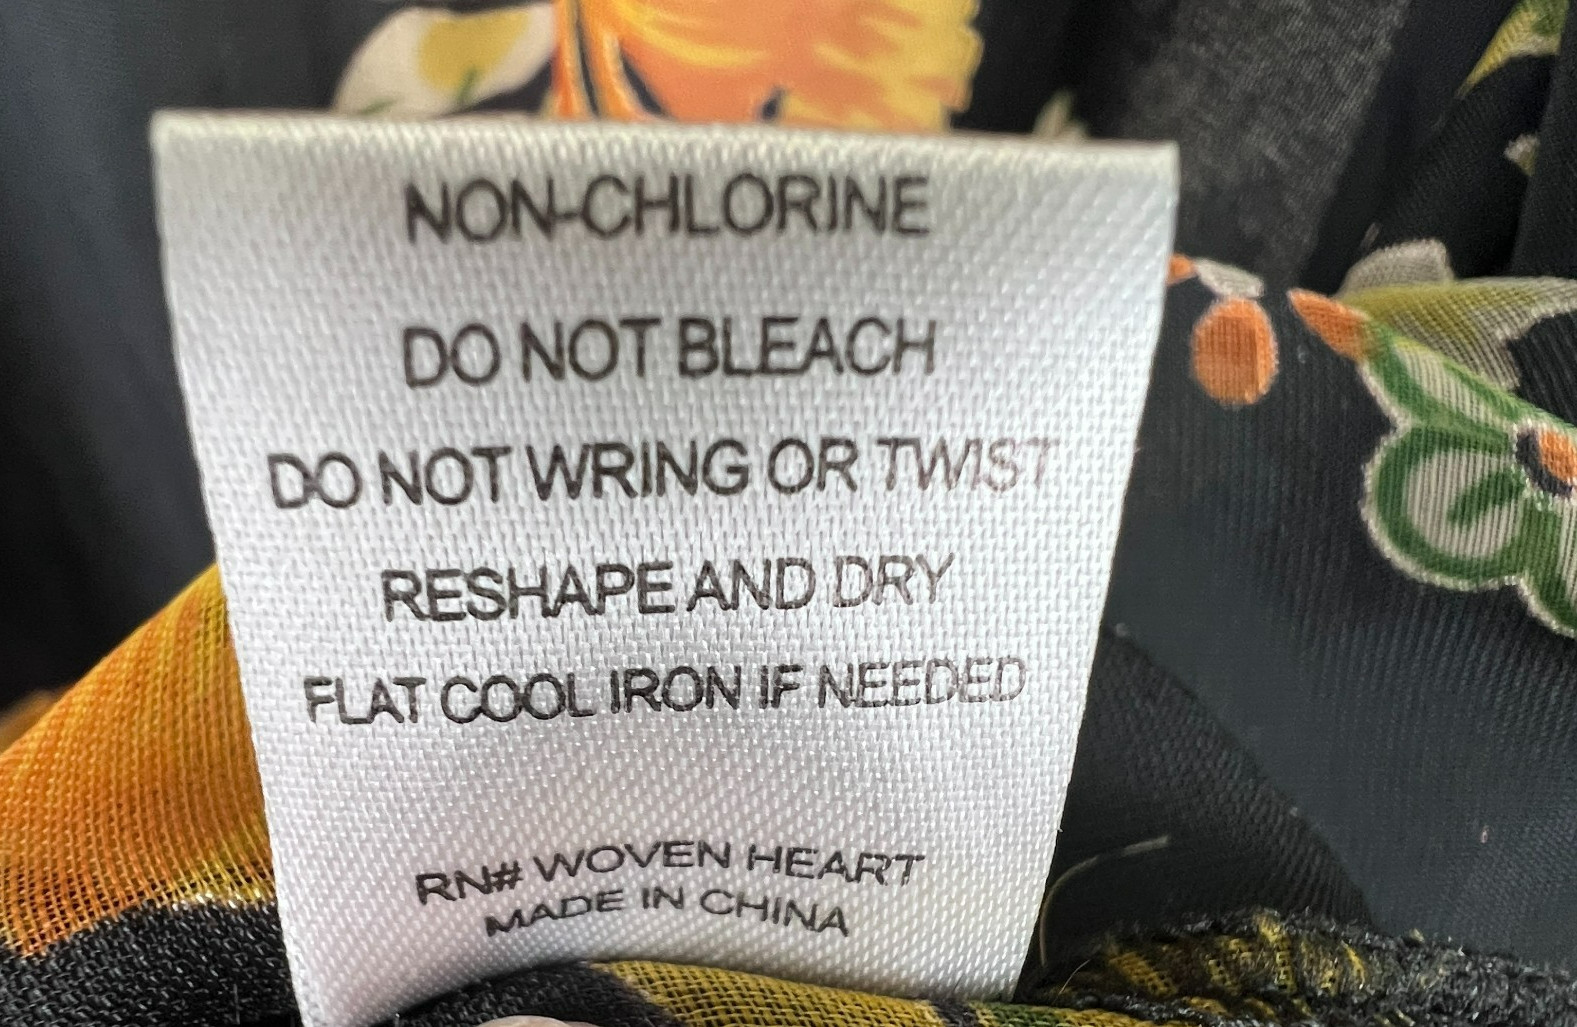 NON-CHLORINE
DO NOT BLEACH
DO NOT WRING OR TWIST
RESHAPE AND DRY
FLAT COOL IRON IF NEEDED
RN# WOVEN HEART
MADE IN CHINA